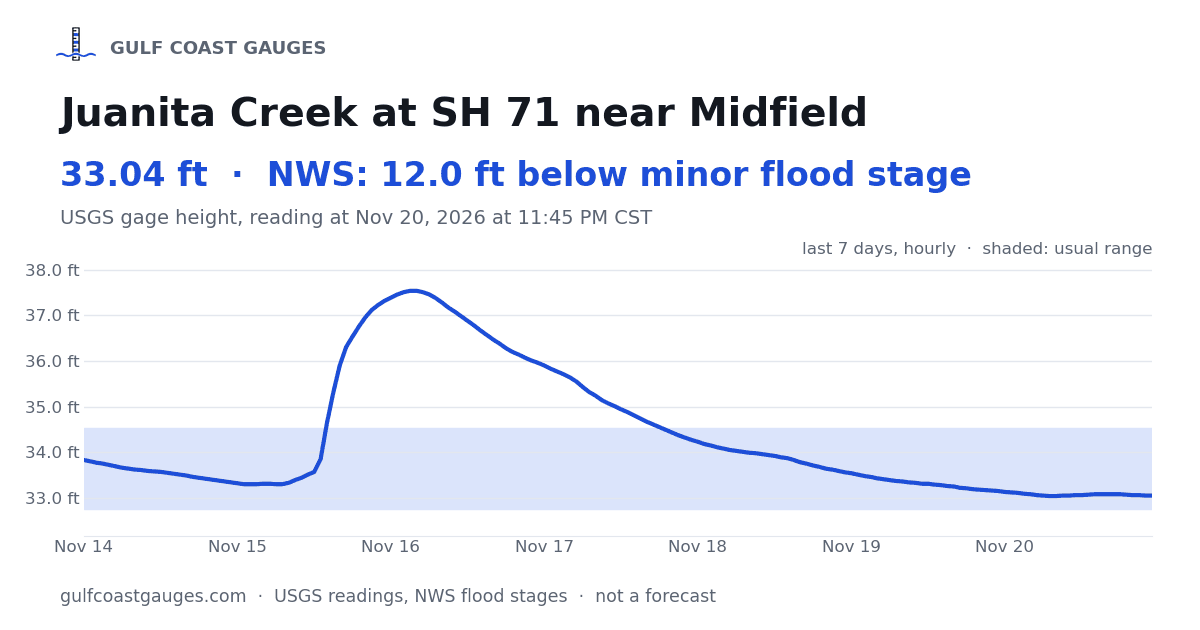 GULF COAST GAUGES
Juanita Creek at SH 71 near Midfield
33.04 ft · NWS: 12.0 ft below minor flood stage
USGS gage height, reading at Nov 20, 2026 at 11:45 PM CST
last 7 days, hourly · shaded: usual range
38.0 ft
37.0 ft
36.0 ft
35.0 ft
34.0 ft
33.0 ft
Nov 14 Nov 15 Nov 16 Nov 17 Nov 18 Nov 19 Nov 20
gulfcoastgauges.com · USGS readings, NWS flood stages · not a forecast